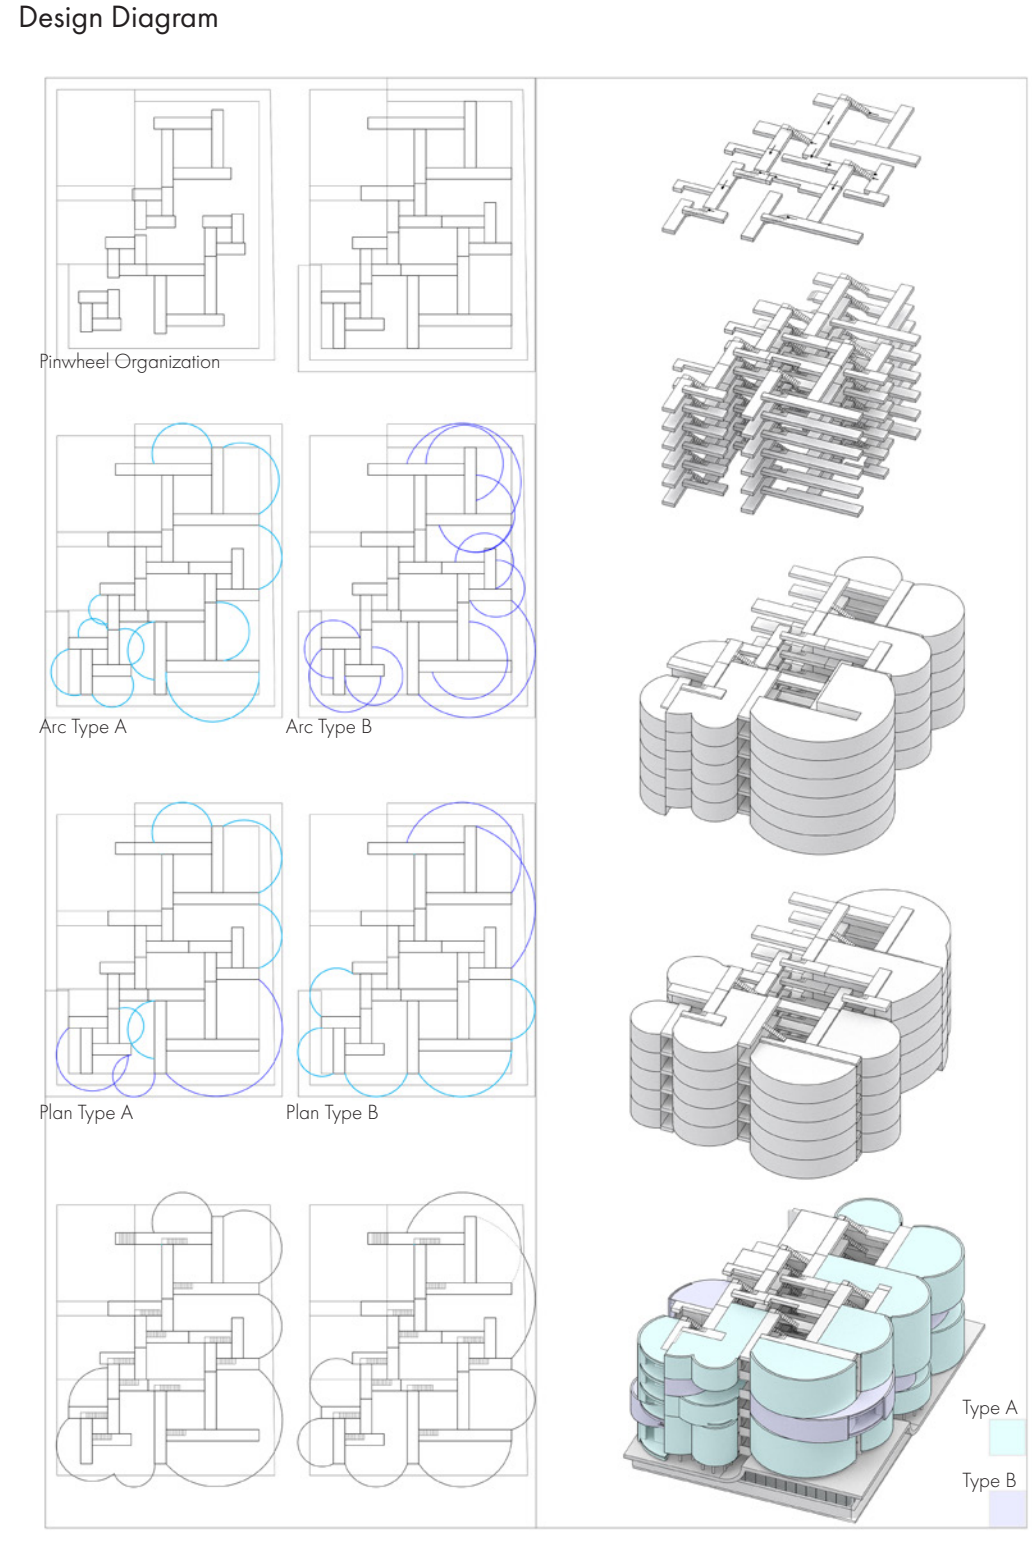 Design Diagram
Pinwheel Organization
Arc Type A
Arc Type B
Plan Type A
Plan Type B
Type A
Type B